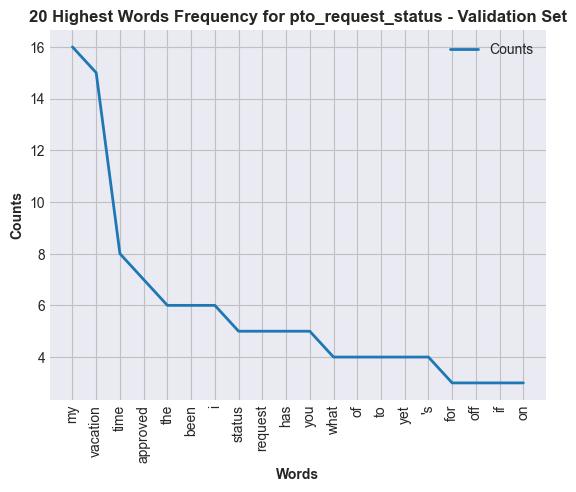 20 Highest Words Frequency for pto_request_status - Validation Set
Counts
16
14
12
10
8
6
4
Counts
my
vacation
time
approved
the
been
i
status
request
has
you
what
of
to
yet
's
for
off
if
on
Words